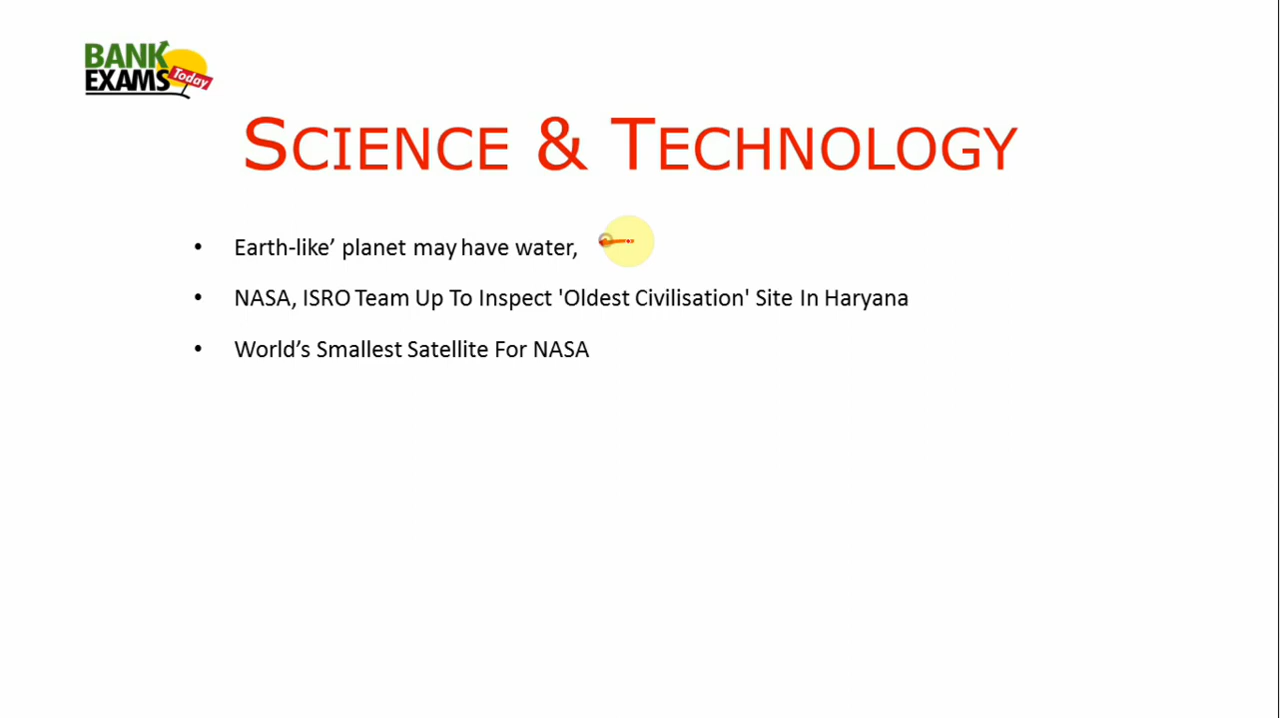 BANK
EXAMS Today
SCIENCE & TECHNOLOGY
• Earth-like’ planet may have water,
• NASA, ISRO Team Up To Inspect 'Oldest Civilisation' Site In Haryana
• World’s Smallest Satellite For NASA